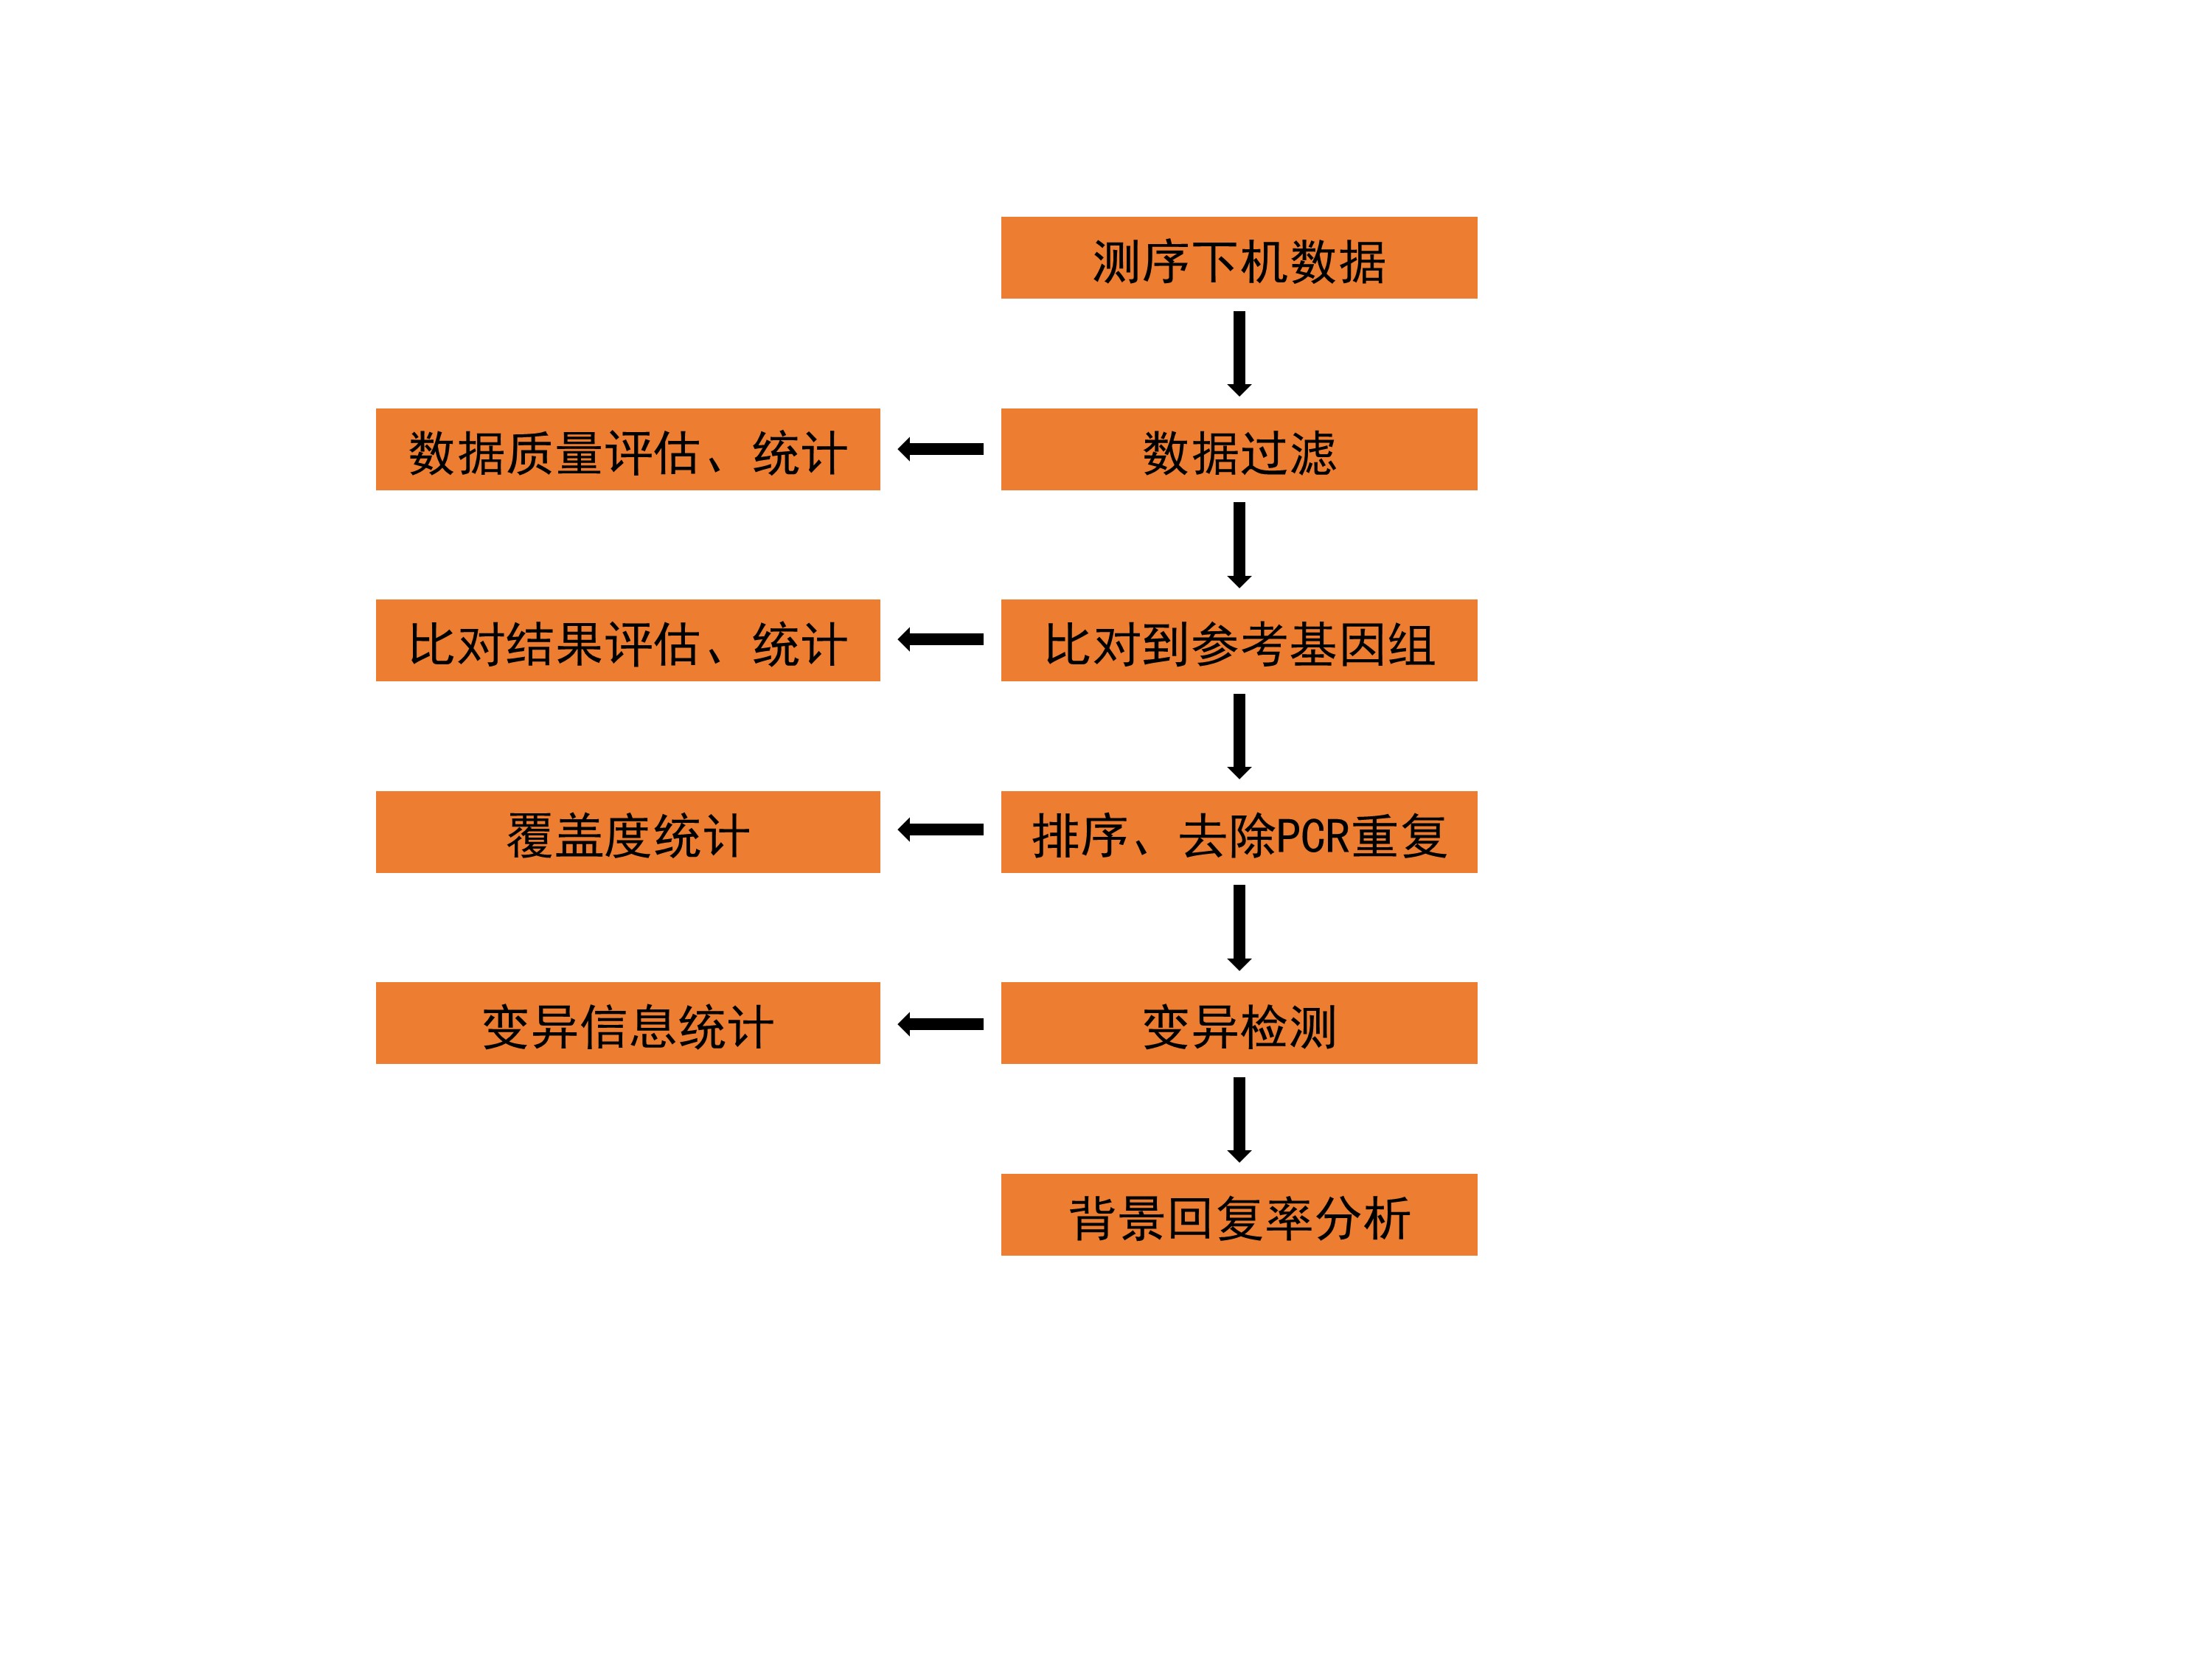 测序下机数据
数据质量评估、统计
数据过滤
比对结果评估、统计
比对到参考基因组
覆盖度统计
排序、去除PCR重复
变异信息统计
变异检测
背景回复率分析